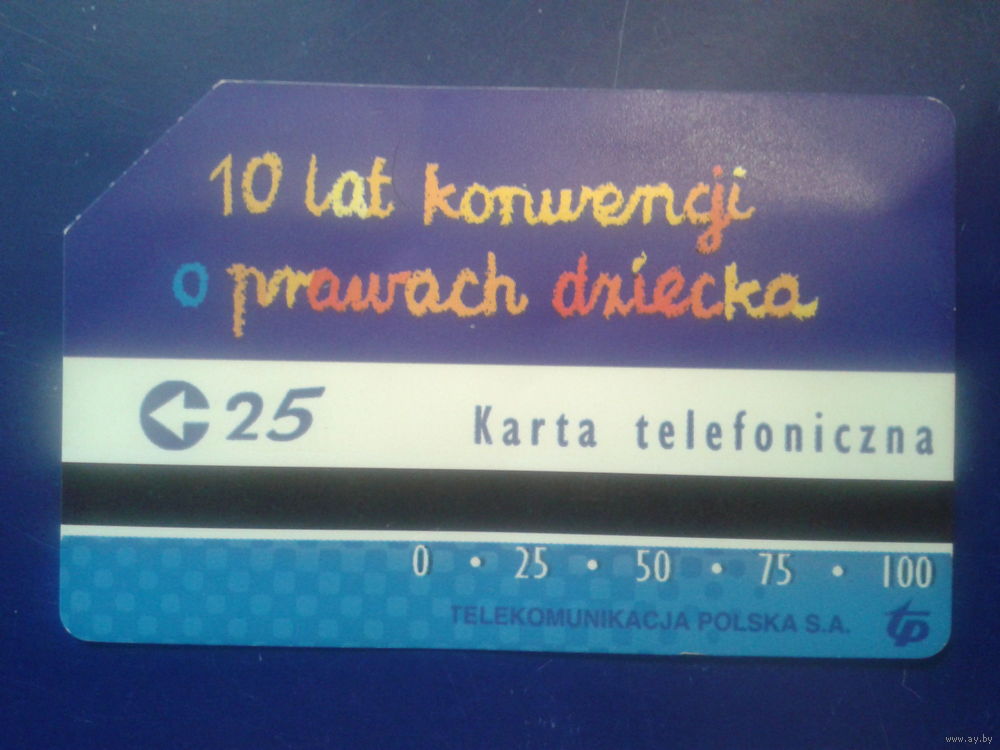 10 lat konwencji
o prawach dziecka
25 Karta telefoniczna
0 • 25 • 50 • 75 • 100
TELEKOMUNIKACJA POLSKA S.A. tp
www.ay.by